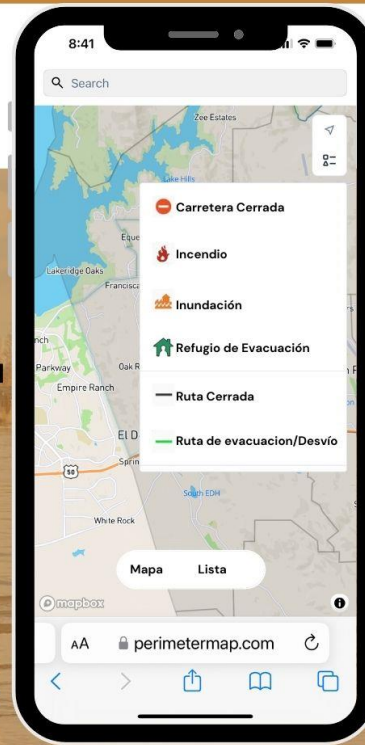 8:41
Search
Zee Estates
Lake Hills
Eque
Lakeridge Oaks
Francisc
Carretera Cerrada
Incendio
Inundación
Refugio de Evacuación
Parkway
Oak R
Empire Ranch
Ruta Cerrada
El D
Ruta de evacuacion/Desvío
Sprin
50
South EDH
White Rock
Mapa Lista
mapbox
AA perimetermap.com